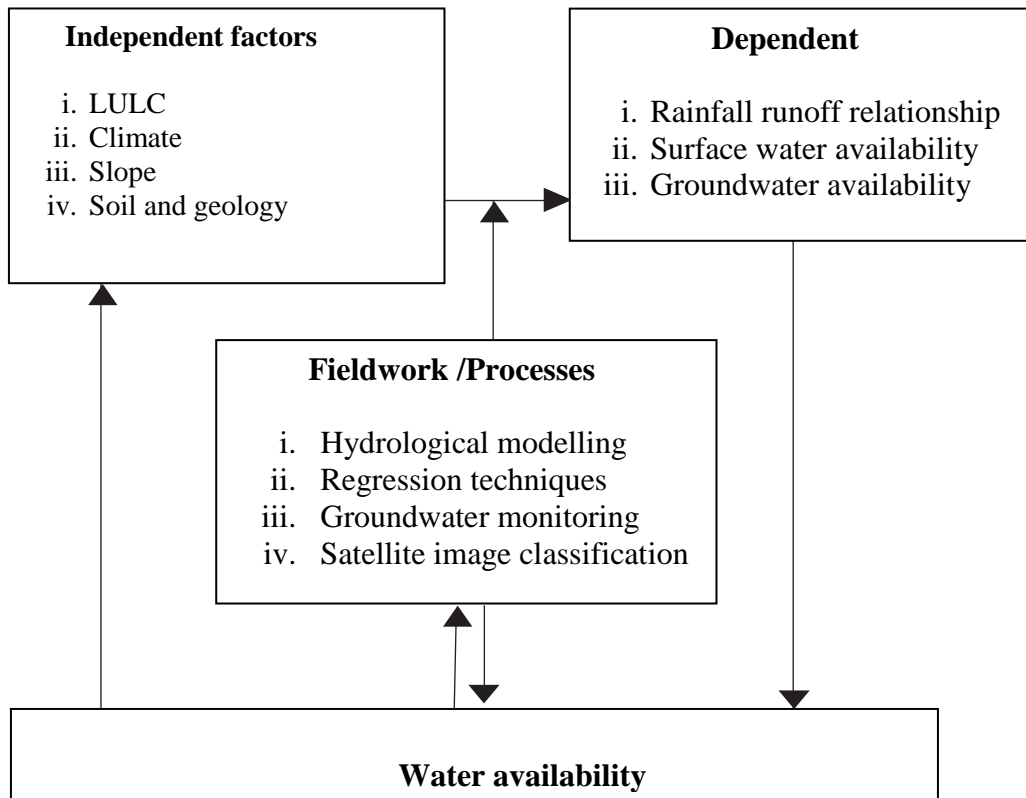 Independent factors
i. LULC
ii. Climate
iii. Slope
iv. Soil and geology
Dependent
i. Rainfall runoff relationship
ii. Surface water availability
iii. Groundwater availability
Fieldwork /Processes
i. Hydrological modelling
ii. Regression techniques
iii. Groundwater monitoring
iv. Satellite image classification
Water availability